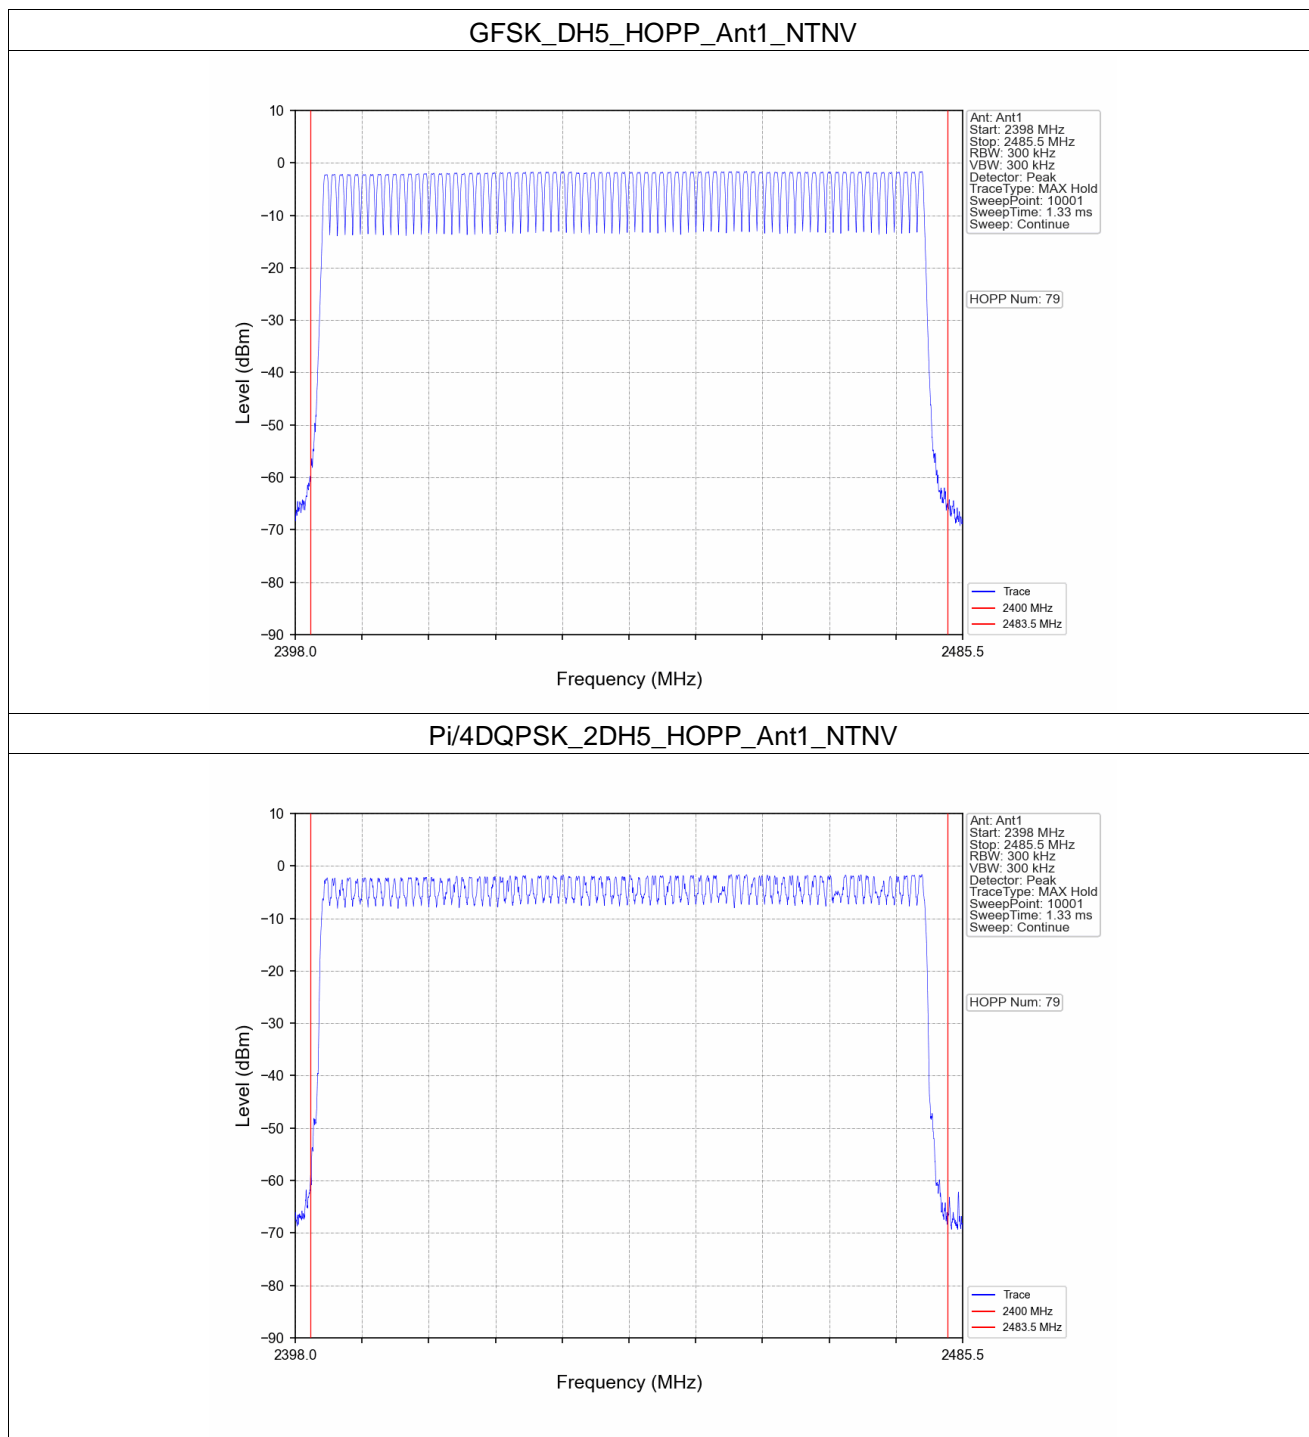 GFSK_DH5_HOPP_Ant1_NTNV
10
0
−10
−20
−30
−40
−50
−60
−70
−80
−90
Level (dBm)
2398.0
2485.5
Frequency (MHz)
Ant: Ant1
Start: 2398 MHz
Stop: 2485.5 MHz
RBW: 300 kHz
VBW: 300 kHz
Detector: Peak
TraceType: MAX Hold
SweepPoint: 10001
SweepTime: 1.33 ms
Sweep: Continue
HOPP Num: 79
Trace
2400 MHz
2483.5 MHz
Pi/4DQPSK_2DH5_HOPP_Ant1_NTNV
10
0
−10
−20
−30
−40
−50
−60
−70
−80
−90
Level (dBm)
2398.0
2485.5
Frequency (MHz)
Ant: Ant1
Start: 2398 MHz
Stop: 2485.5 MHz
RBW: 300 kHz
VBW: 300 kHz
Detector: Peak
TraceType: MAX Hold
SweepPoint: 10001
SweepTime: 1.33 ms
Sweep: Continue
HOPP Num: 79
Trace
2400 MHz
2483.5 MHz